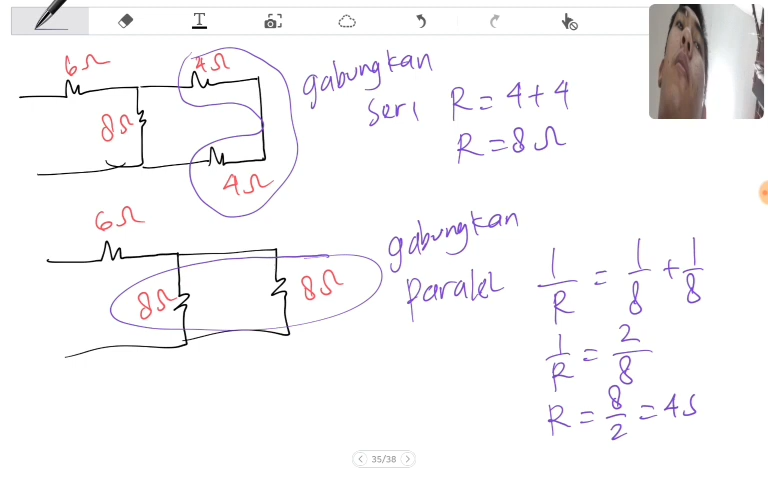 6Ω
4Ω
8Ω
4Ω
gabungkan
seri
R = 4 + 4
R = 8 Ω
6Ω
8Ω
8Ω
gabungkan
Paralel
1/R = 1/8 + 1/8
1/R = 2/8
R = 8/2 = 4
35/38